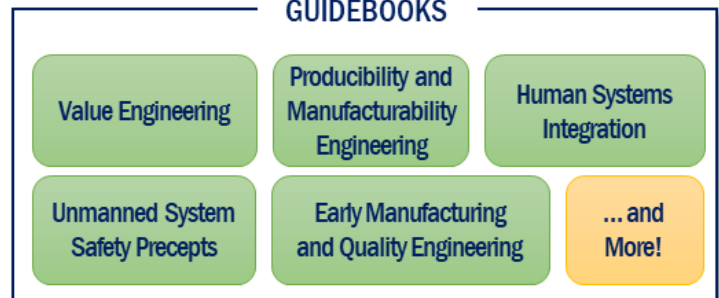 GUIDEBOOKS
Value Engineering
Producibility and
Manufacturability
Engineering
Human Systems
Integration
Unmanned System
Safety Precepts
Early Manufacturing
and Quality Engineering
...and
More!